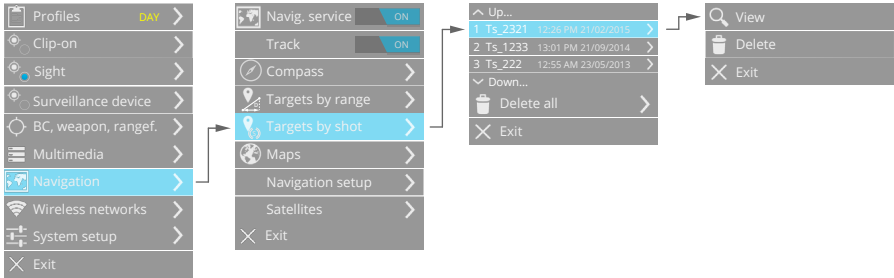 Profiles DAY
Clip-on
Sight
Surveillance device
BC, weapon, rangef.
Multimedia
Navigation
Wireless networks
System setup
Exit
Navig. service ON
Track ON
Compass
Targets by range
Targets by shot
Maps
Navigation setup
Satellites
Exit
Up...
1 Ts_2321 12:26 PM 21/02/2015
2 Ts_1233 13:01 PM 21/09/2014
3 Ts_222 12:55 AM 23/05/2013
Down...
Delete all
Exit
View
Delete
Exit